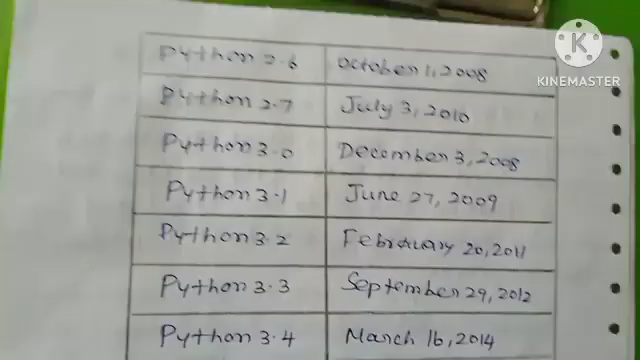 Python 2.6 October 1, 2008
Python 2.7 July 3, 2010
Python 3.0 December 3, 2008
Python 3.1 June 27, 2009
Python 3.2 February 20, 2011
Python 3.3 September 29, 2012
Python 3.4 March 16, 2014
KINEMASTER